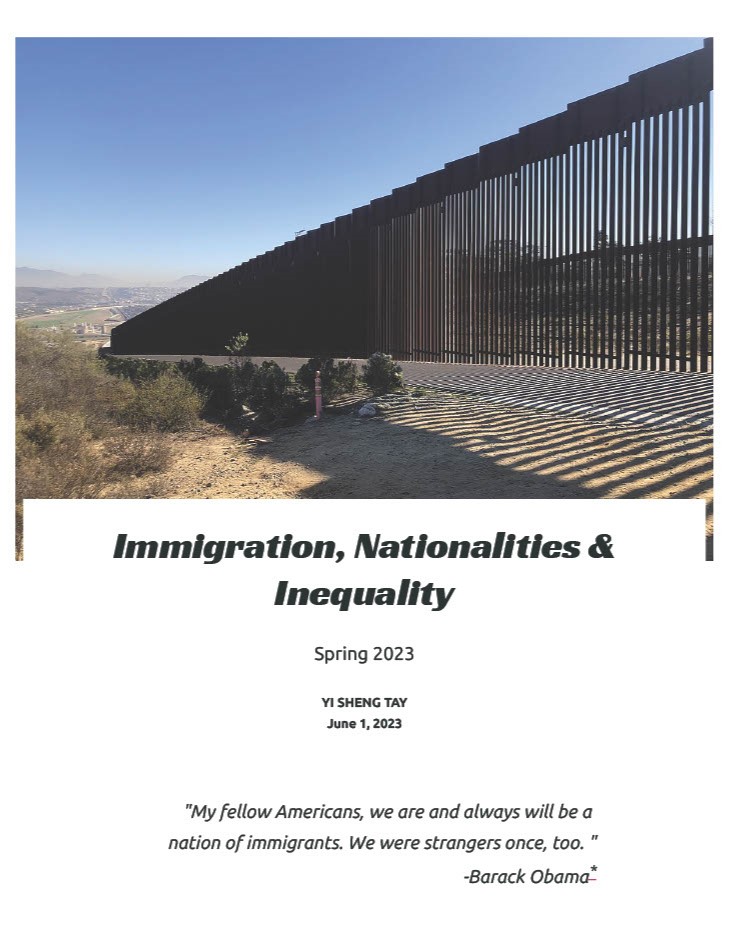 Immigration, Nationalities &
Inequality
Spring 2023
YI SHENG TAY
June 1, 2023
"My fellow Americans, we are and always will be a
nation of immigrants. We were strangers once, too. "
-Barack Obama*